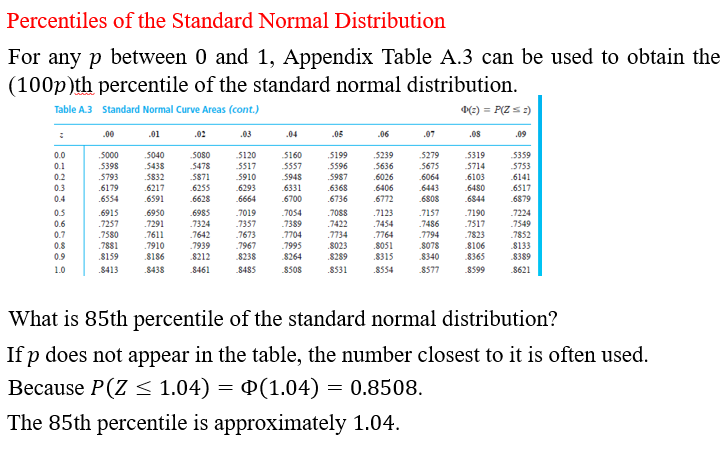 Percentiles of the Standard Normal Distribution
For any p between 0 and 1, Appendix Table A.3 can be used to obtain the
(100p)th percentile of the standard normal distribution.
Table A.3 Standard Normal Curve Areas (cont.) Φ(z) = P(Z ≤ z)
z .00 .01 .02 .03 .04 .05 .06 .07 .08 .09
0.0 .5000 .5040 .5080 .5120 .5160 .5199 .5239 .5279 .5319 .5359
0.1 .5398 .5438 .5478 .5517 .5557 .5596 .5636 .5675 .5714 .5753
0.2 .5793 .5832 .5871 .5910 .5948 .5987 .6026 .6064 .6103 .6141
0.3 .6179 .6217 .6255 .6293 .6331 .6368 .6406 .6443 .6480 .6517
0.4 .6554 .6591 .6628 .6664 .6700 .6736 .6772 .6808 .6844 .6879
0.5 .6915 .6950 .6985 .7019 .7054 .7088 .7123 .7157 .7190 .7224
0.6 .7257 .7291 .7324 .7357 .7389 .7422 .7454 .7486 .7517 .7549
0.7 .7580 .7611 .7642 .7673 .7704 .7734 .7764 .7794 .7823 .7852
0.8 .7881 .7910 .7939 .7967 .7995 .8023 .8051 .8078 .8106 .8133
0.9 .8159 .8186 .8212 .8238 .8264 .8289 .8315 .8340 .8365 .8389
1.0 .8413 .8438 .8461 .8485 .8508 .8531 .8554 .8577 .8599 .8621
What is 85th percentile of the standard normal distribution?
If p does not appear in the table, the number closest to it is often used.
Because P(Z ≤ 1.04) = Φ(1.04) = 0.8508.
The 85th percentile is approximately 1.04.